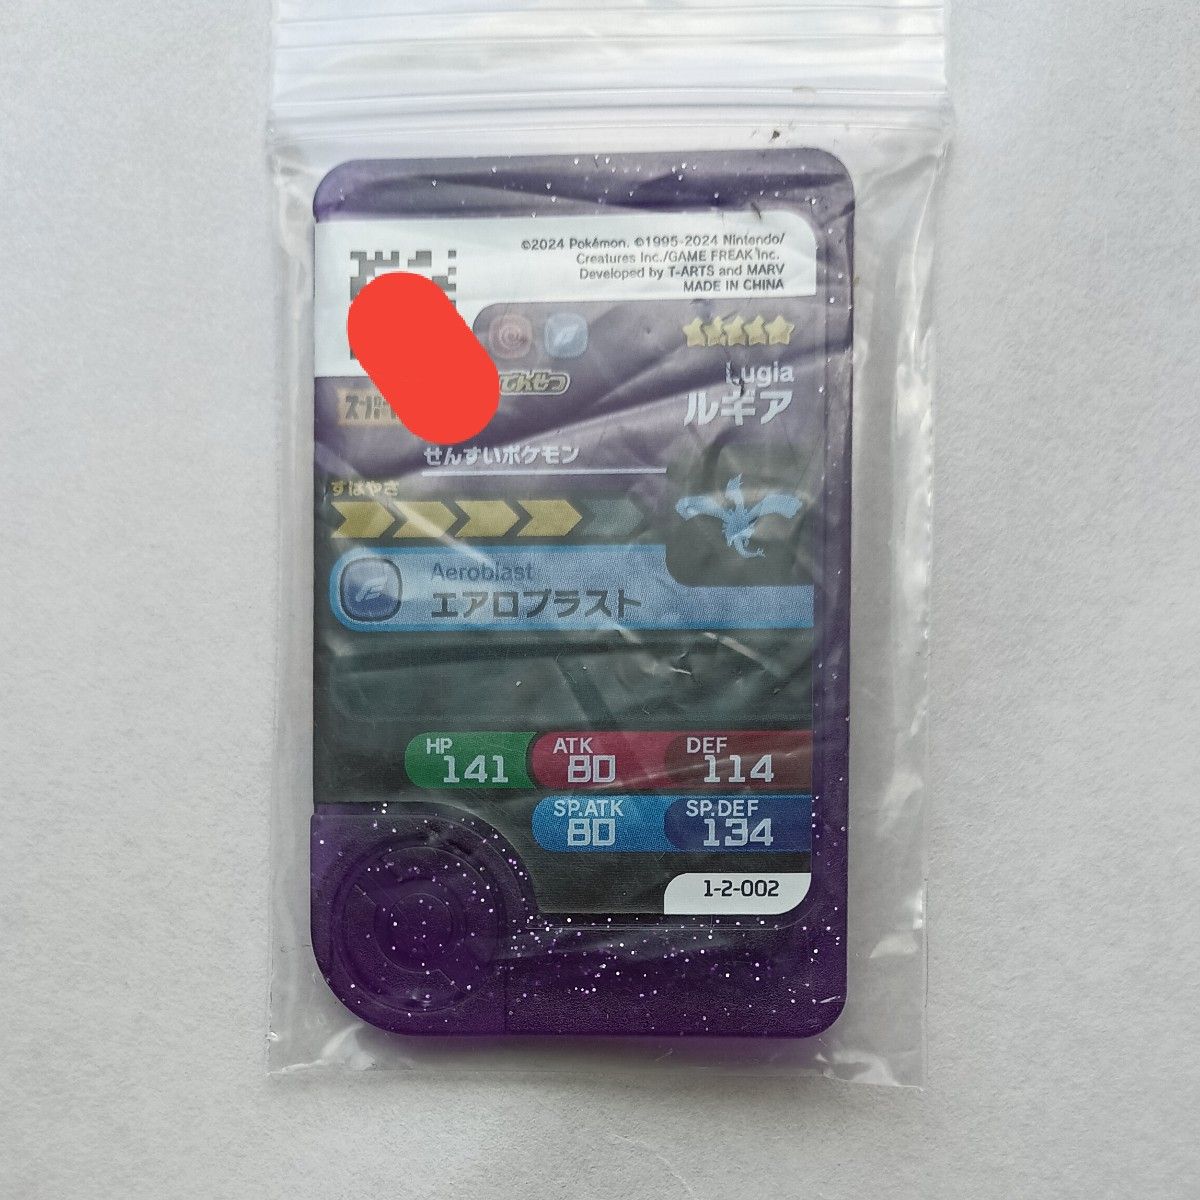 ©2024 Pokémon. ©1995-2024 Nintendo/
Creatures Inc./GAME FREAK inc.
Developed by T-ARTS and MARV
MADE IN CHINA
でんせつ
Lugia
ルギア
せんすいポケモン
すばやさ
Aeroblast
エアロブラスト
HP
141
ATK
80
DEF
114
SP.ATK
80
SP.DEF
134
1-2-002